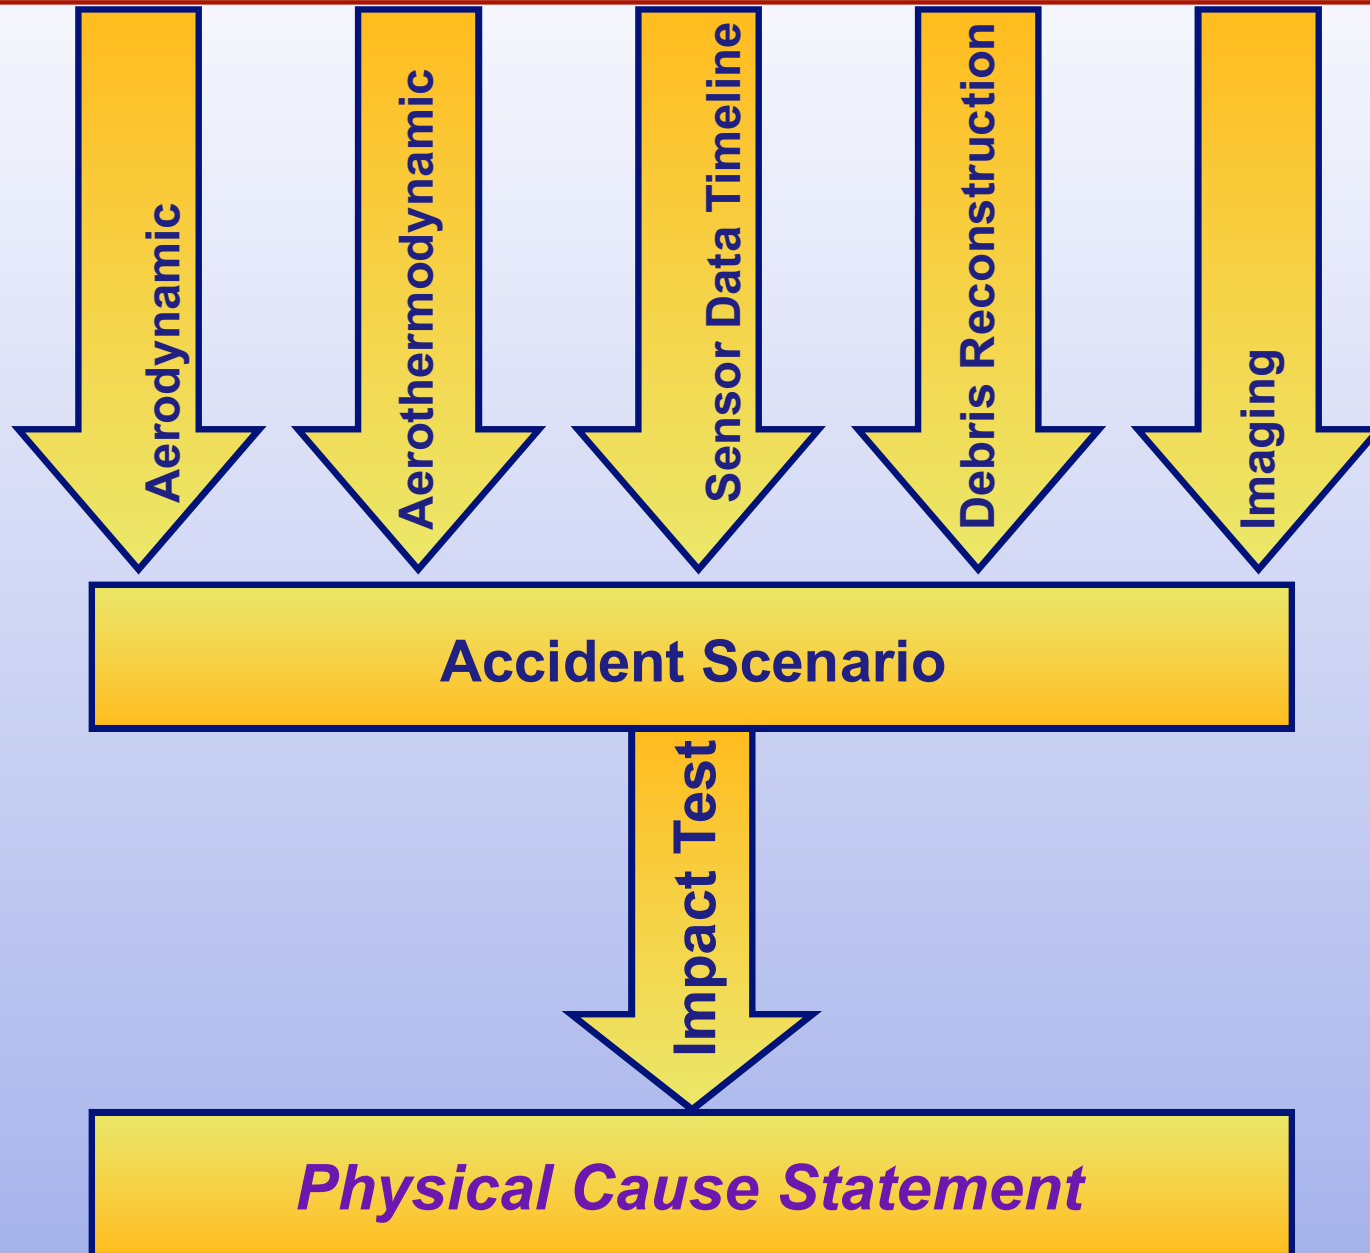 Aerodynamic
Aerothermodynamic
Sensor Data Timeline
Debris Reconstruction
Imaging
Accident Scenario
Impact Test
Physical Cause Statement